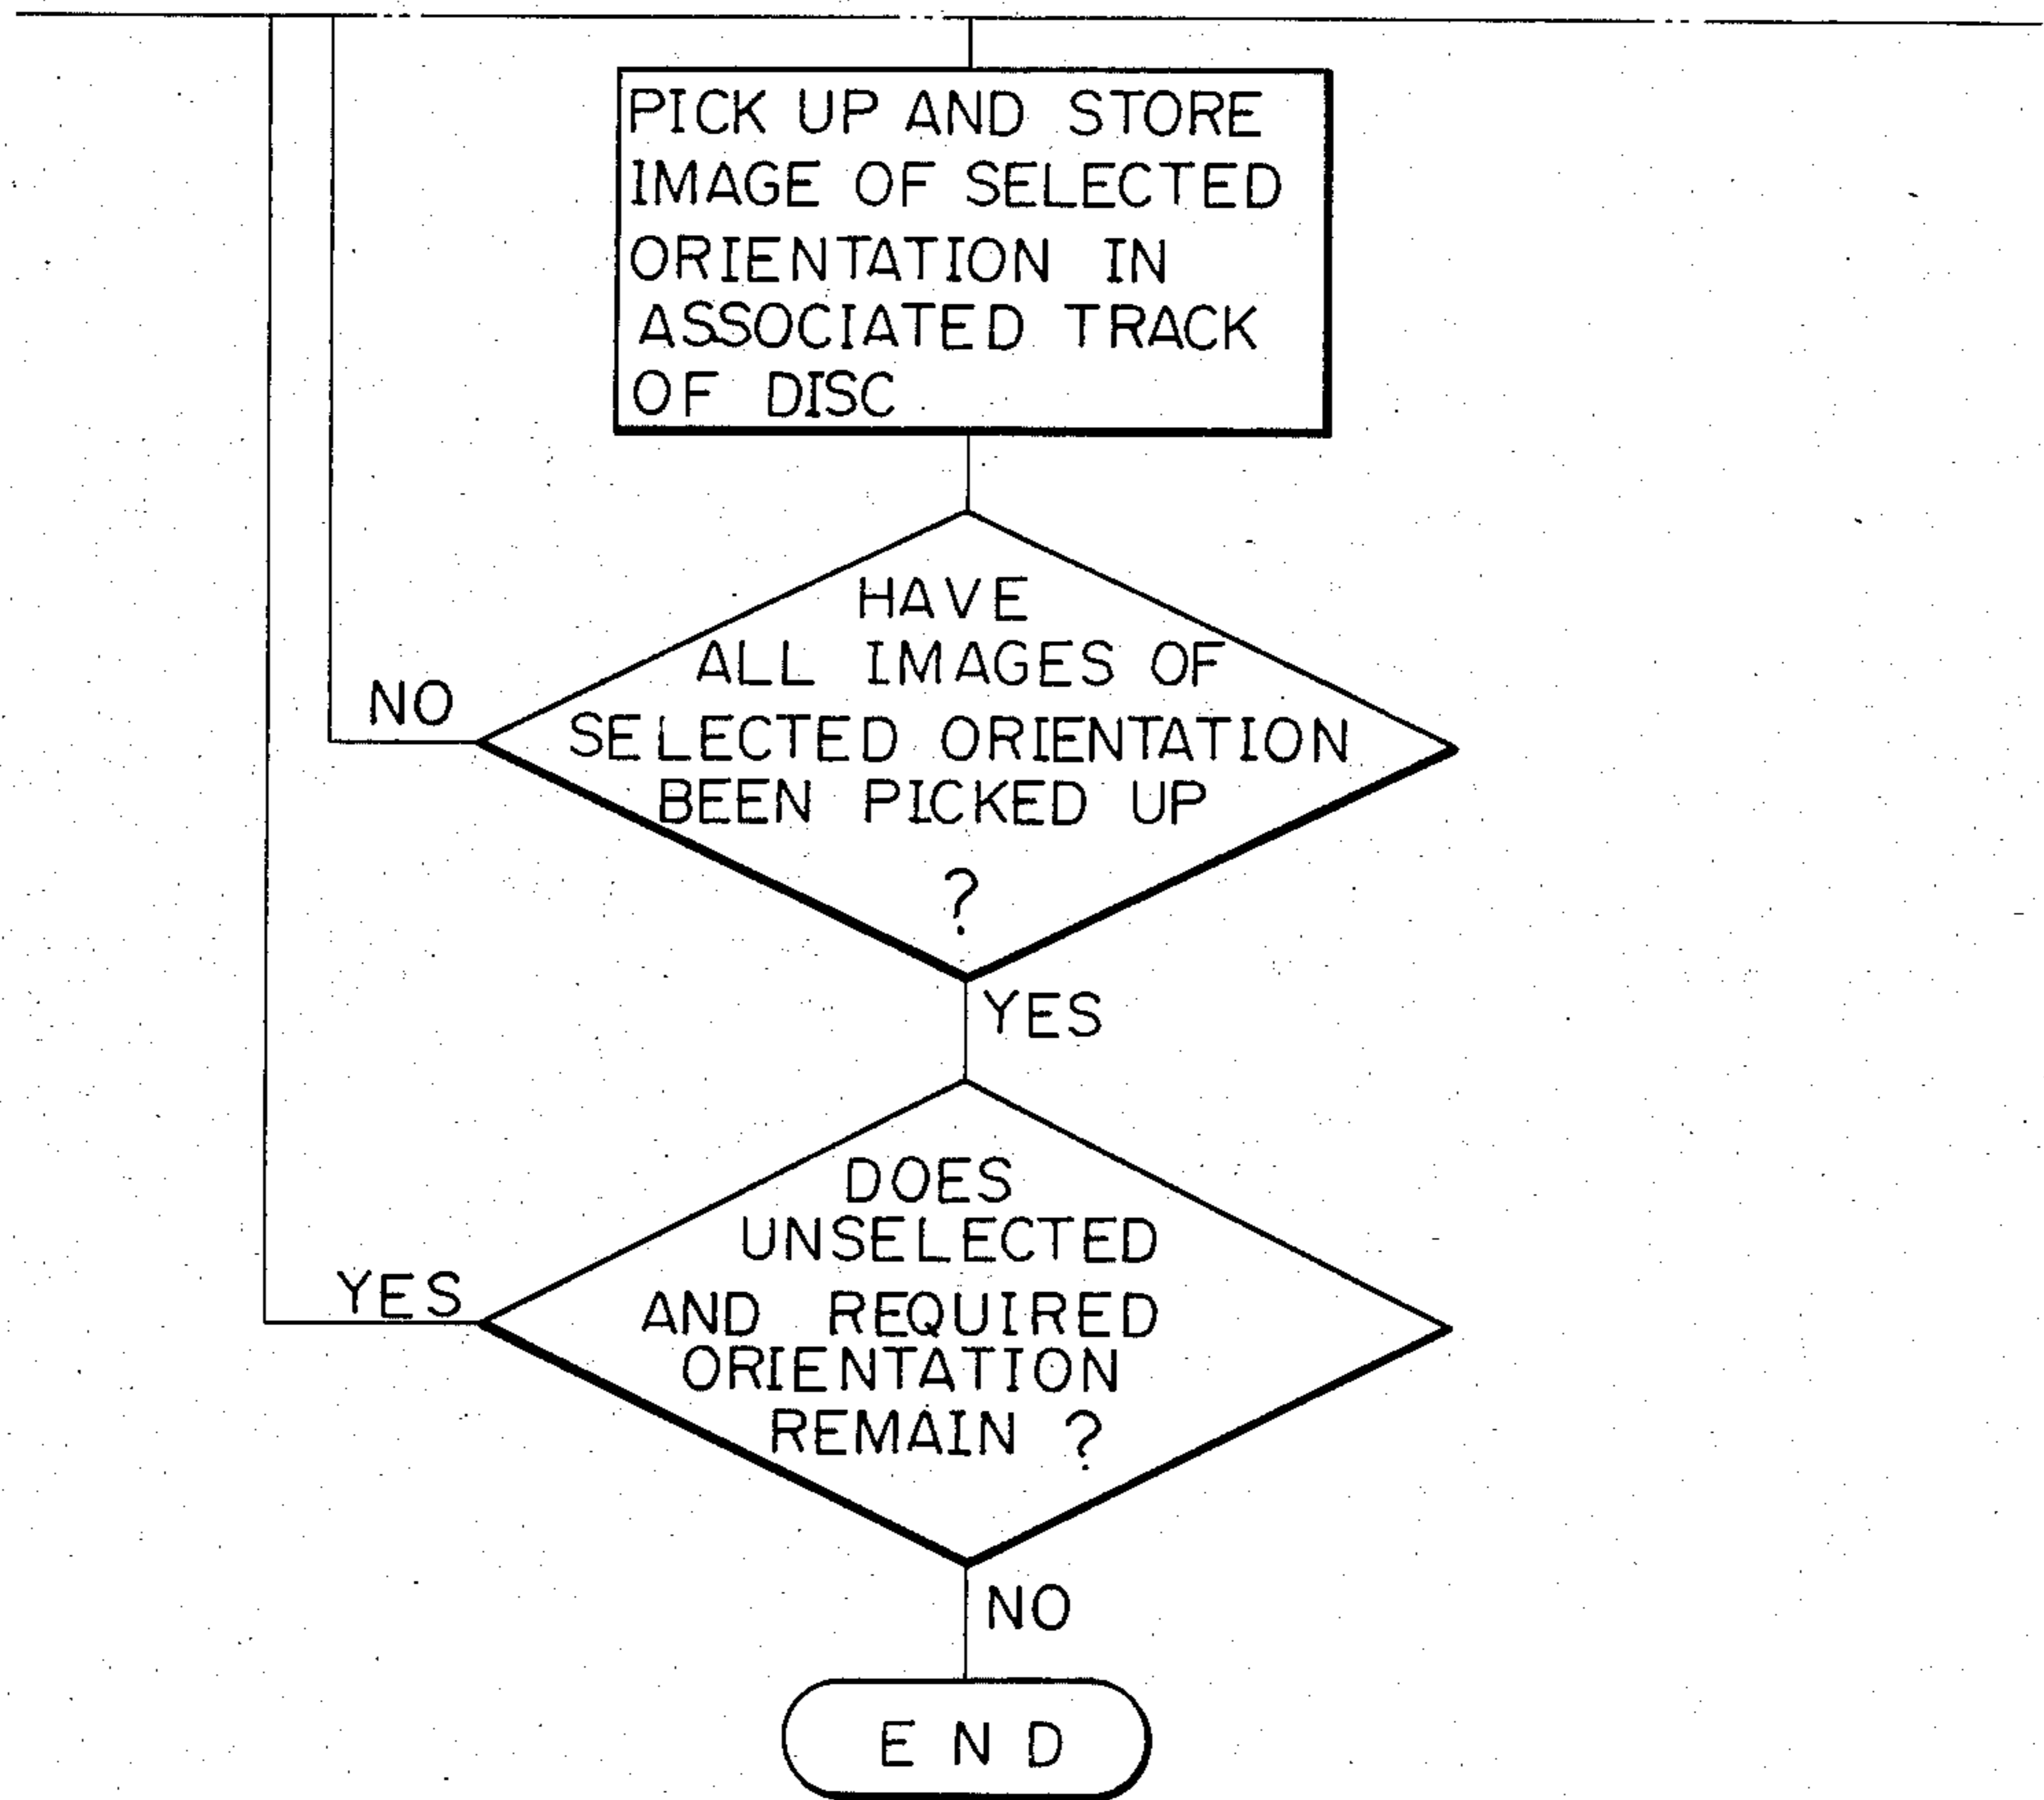 PICK UP AND STORE
IMAGE OF SELECTED
ORIENTATION IN
ASSOCIATED TRACK
OF DISC
HAVE
ALL IMAGES OF
SELECTED ORIENTATION
BEEN PICKED UP
?
NO
YES
DOES
UNSELECTED
AND REQUIRED
ORIENTATION
REMAIN ?
YES
NO
END